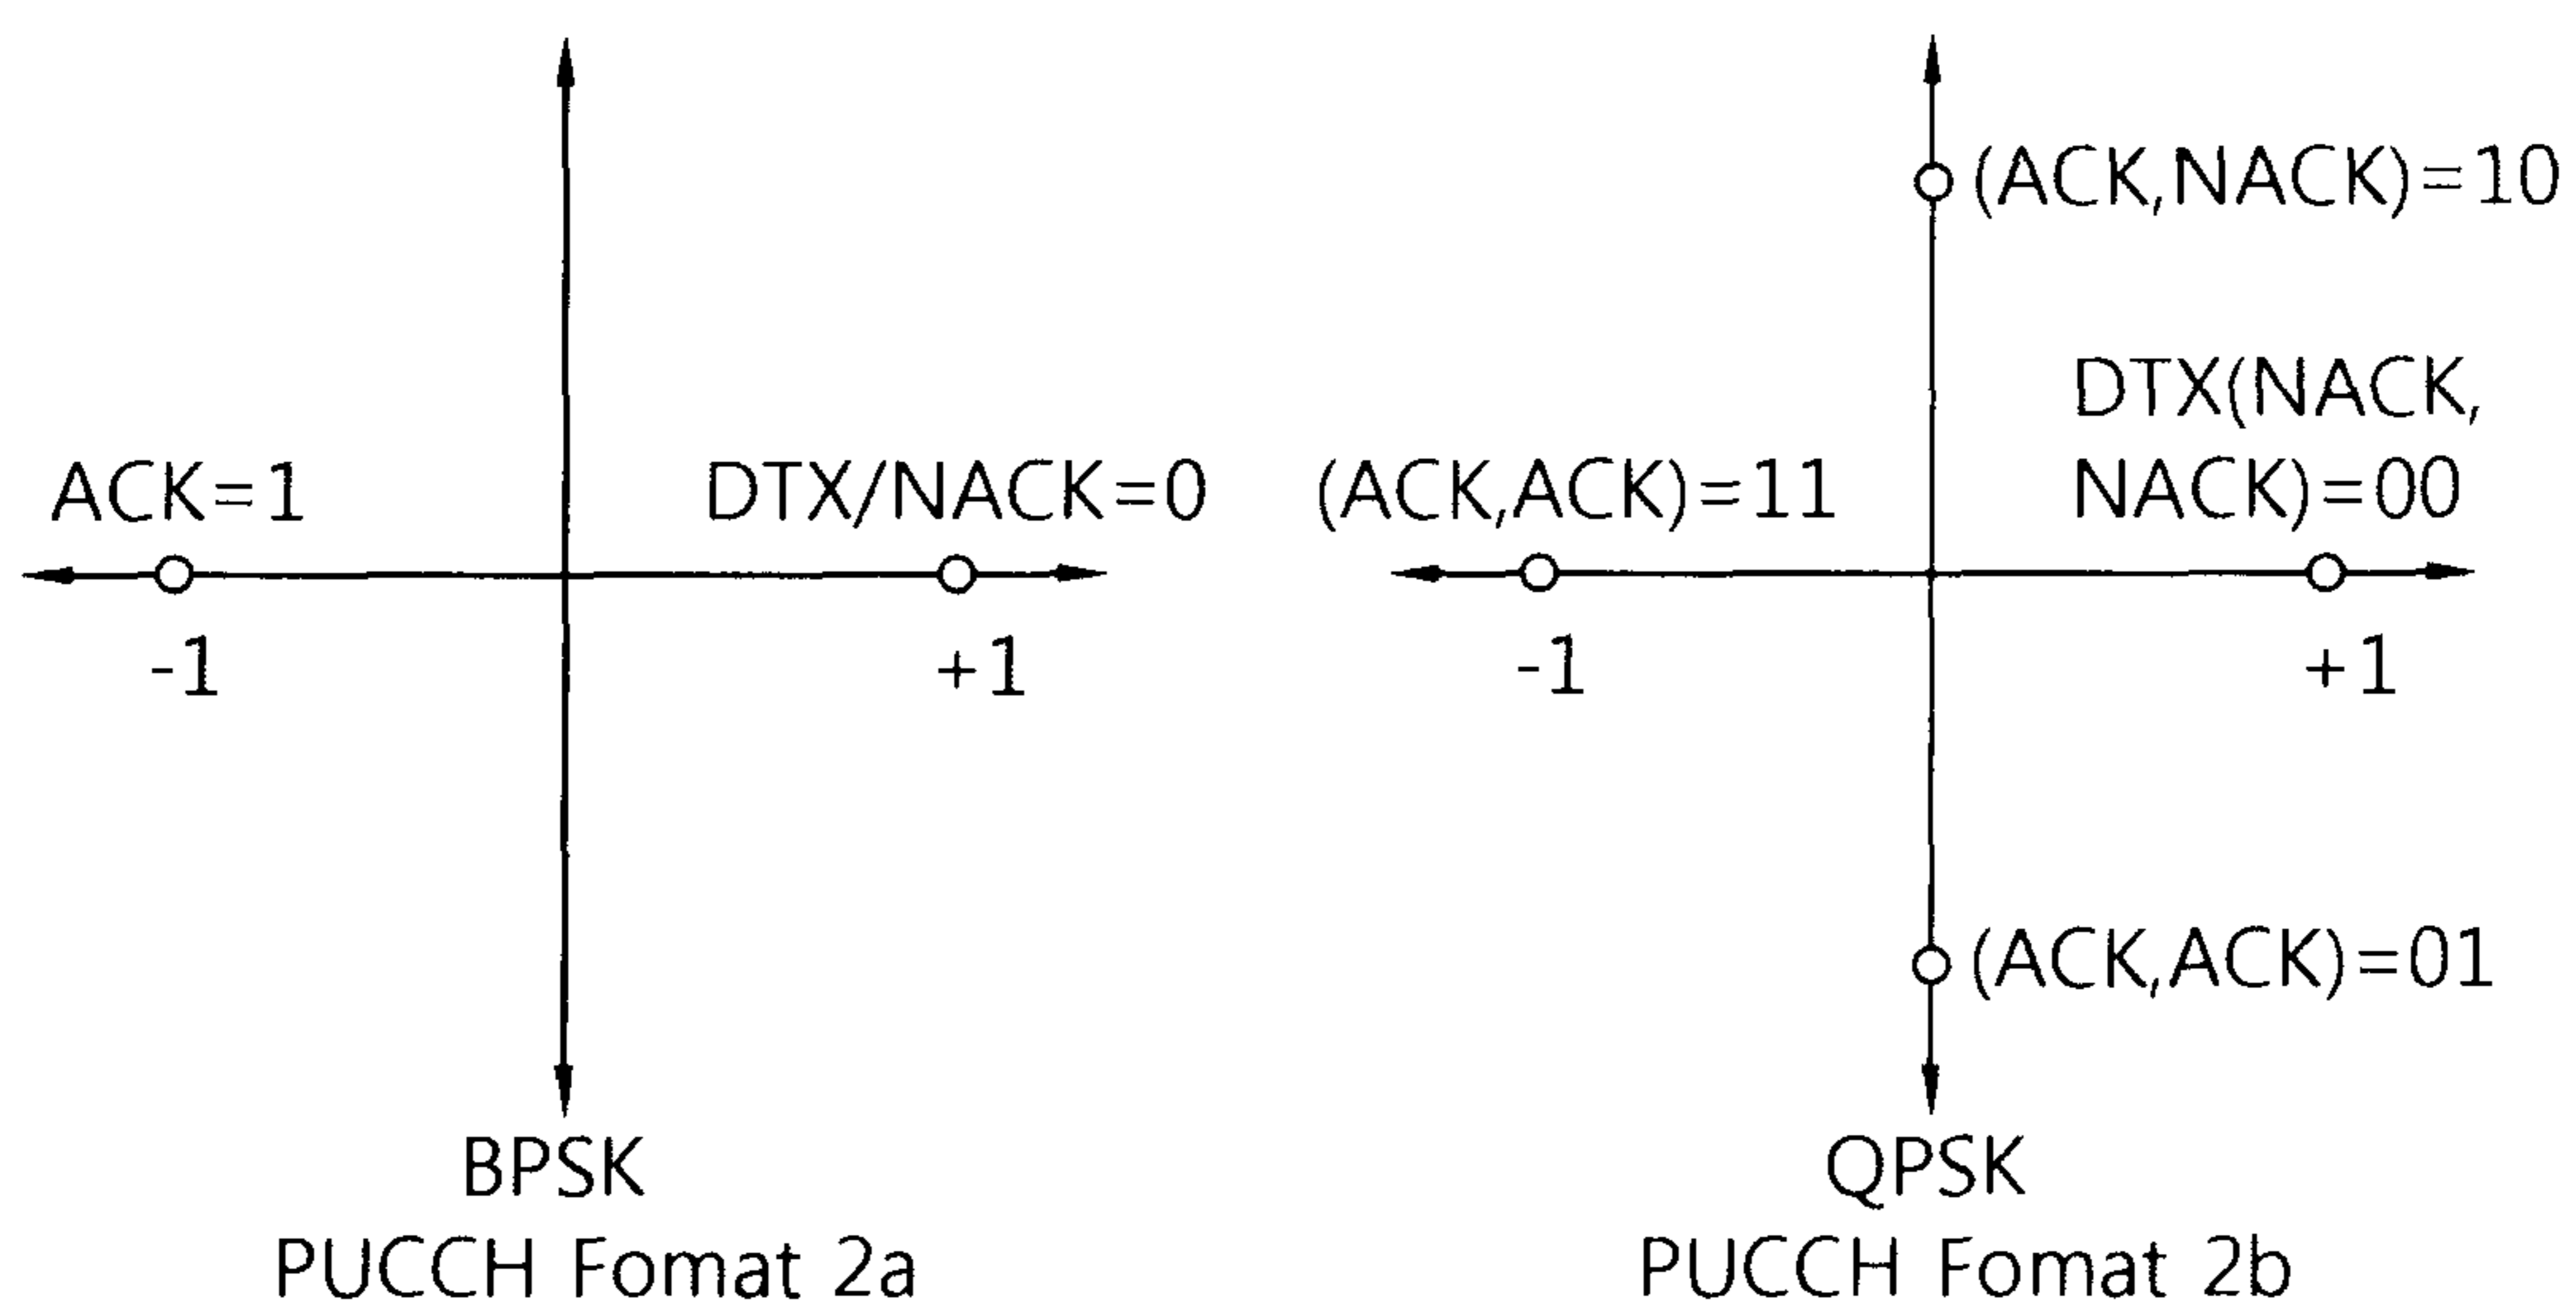 ACK=1
DTX/NACK=0
-1
+1
BPSK
PUCCH Fomat 2a
(ACK,NACK)=10
DTX(NACK,
NACK)=00
(ACK,ACK)=11
-1
+1
(ACK,ACK)=01
QPSK
PUCCH Fomat 2b